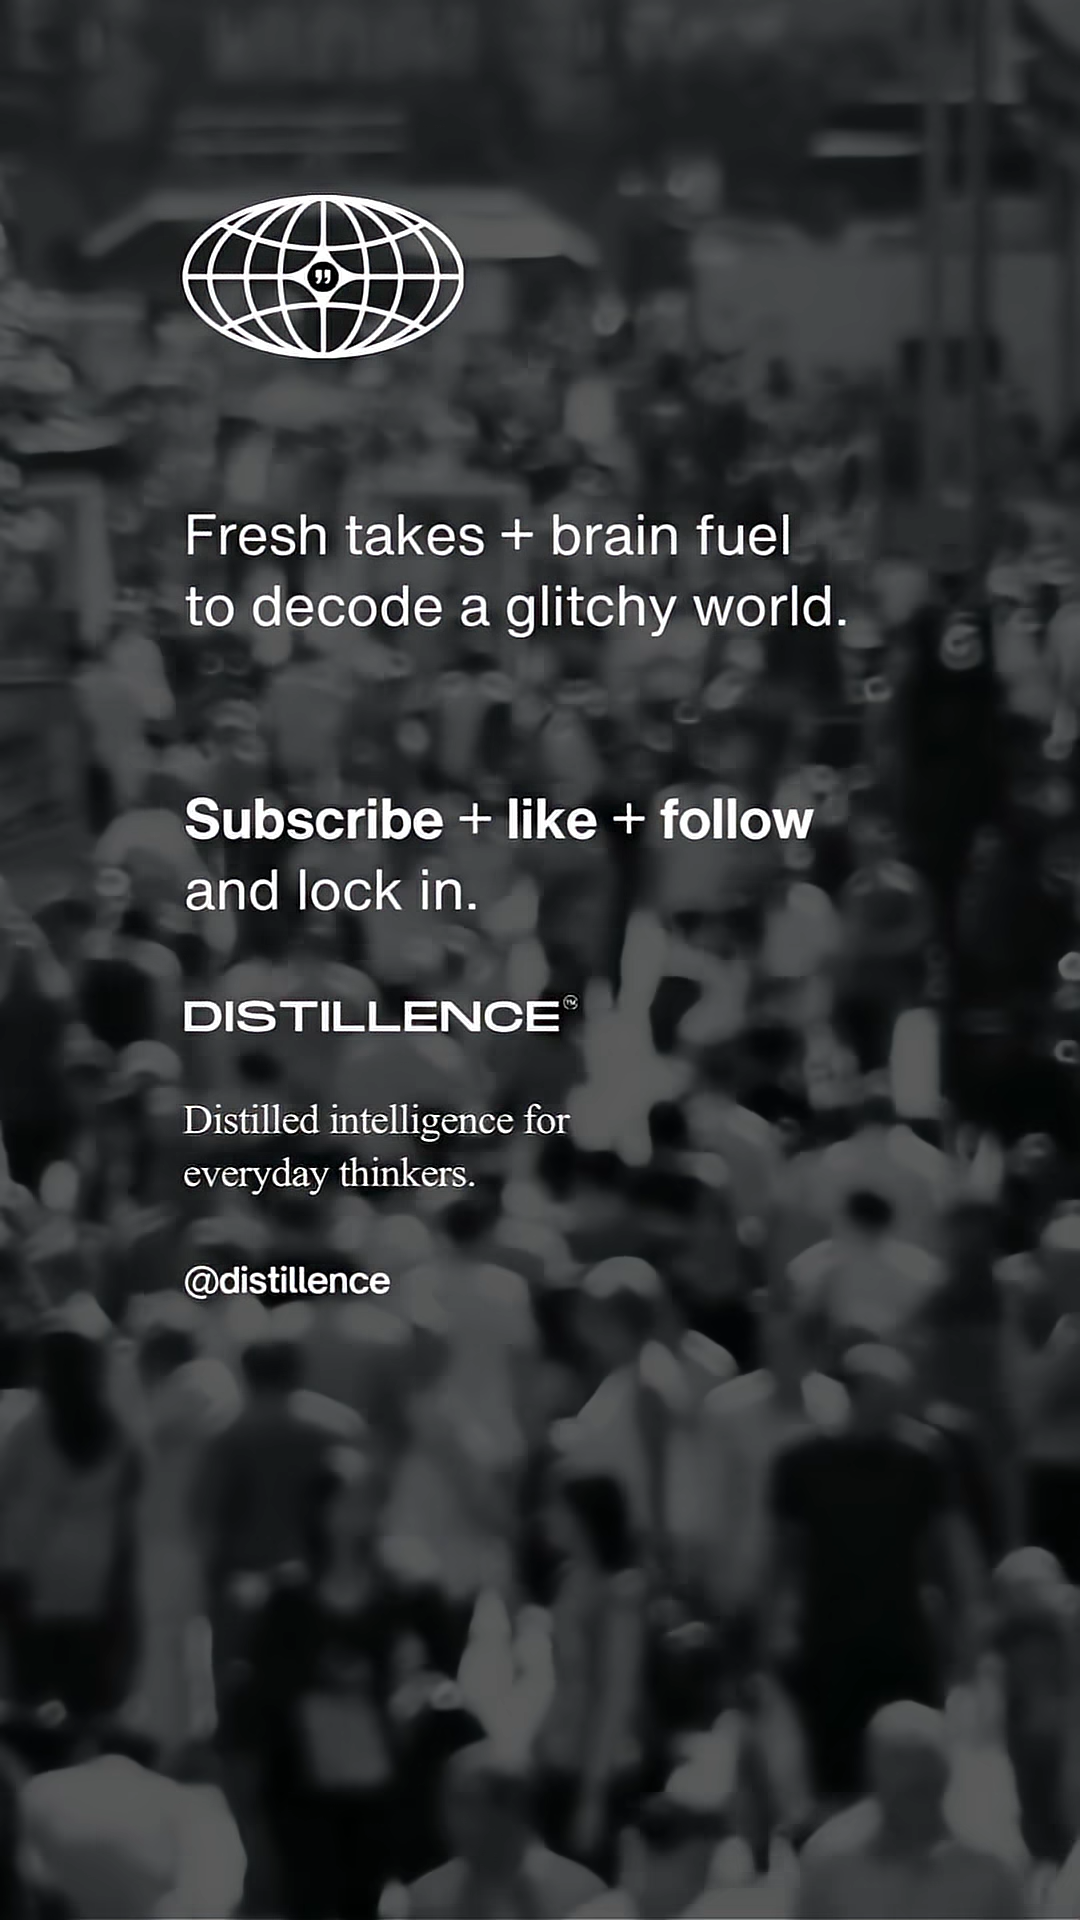 Fresh takes + brain fuel
to decode a glitchy world.
Subscribe + like + follow
and lock in.
DISTILLENCE™
Distilled intelligence for
everyday thinkers.
@distillence